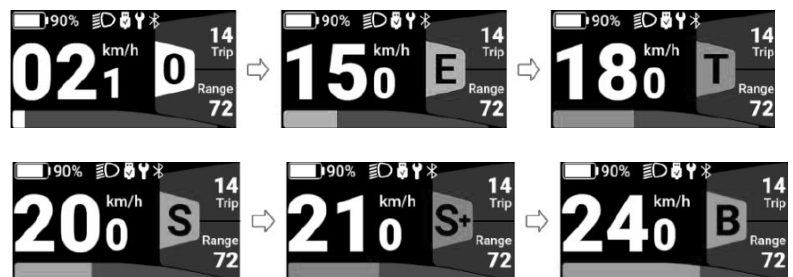 90%
km/h
14
Trip
02 1
0
Range
72
90%
km/h
14
Trip
15 0
E
Range
72
90%
km/h
14
Trip
18 0
T
Range
72
90%
km/h
14
Trip
20 0
S
Range
72
90%
km/h
14
Trip
21 0
S+
Range
72
90%
km/h
14
Trip
24 0
B
Range
72